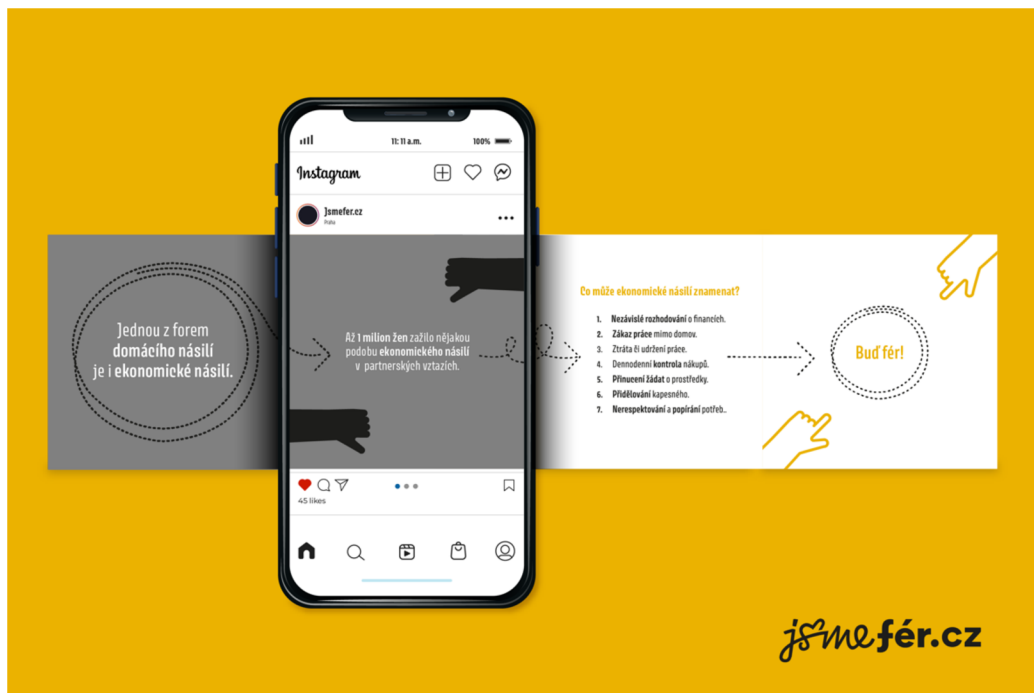 11:11 a.m.
100%
Instagram
Jsmefer.cz
Praha
Jednou z forem
domácího násilí
je i ekonomické násilí.
Až 1 milion žen zažilo nějakou
podobu ekonomického násilí
v partnerských vztazích.
45 likes
Co může ekonomické násilí znamenat?
1. Nezávislé rozhodování o financích.
2. Zákaz práce mimo domov.
3. Ztráta či udržení práce.
4. Dennodenní kontrola nákupů.
5. Přinucení žádat o prostředky.
6. Přidělování kapesného.
7. Nerespektování a popírání potřeb..
Buď fér!
jsme fér.cz